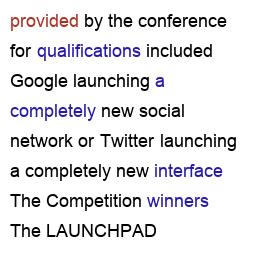 provided by the conference
for qualifications included
Google launching a
completely new social
network or Twitter launching
a completely new interface
The Competition winners
The LAUNCHPAD